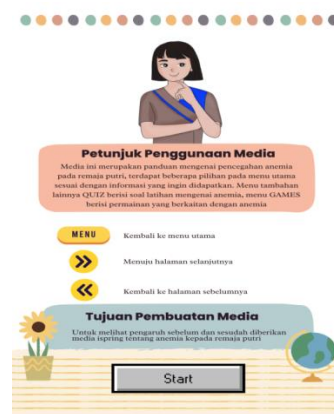 Petunjuk Penggunaan Media
Media ini merupakan panduan mengenai pencegahan anemia
pada remaja putri, terdapat beberapa pilihan pada menu utama
sesuai dengan informasi yang ingin didapatkan. Menu tambahan
lainnya QUIZ berisi soal latihan mengenai anemia, menu GAMES
berisi permainan yang berkaitan dengan anemia
MENU Kembali ke menu utama
Menuju halaman selanjutnya
Kembali ke halaman sebelumnya
Tujuan Pembuatan Media
Untuk melihat pengaruh sebelum dan sesudah diberikan
media ispring tentang anemia kepada remaja putri
Start